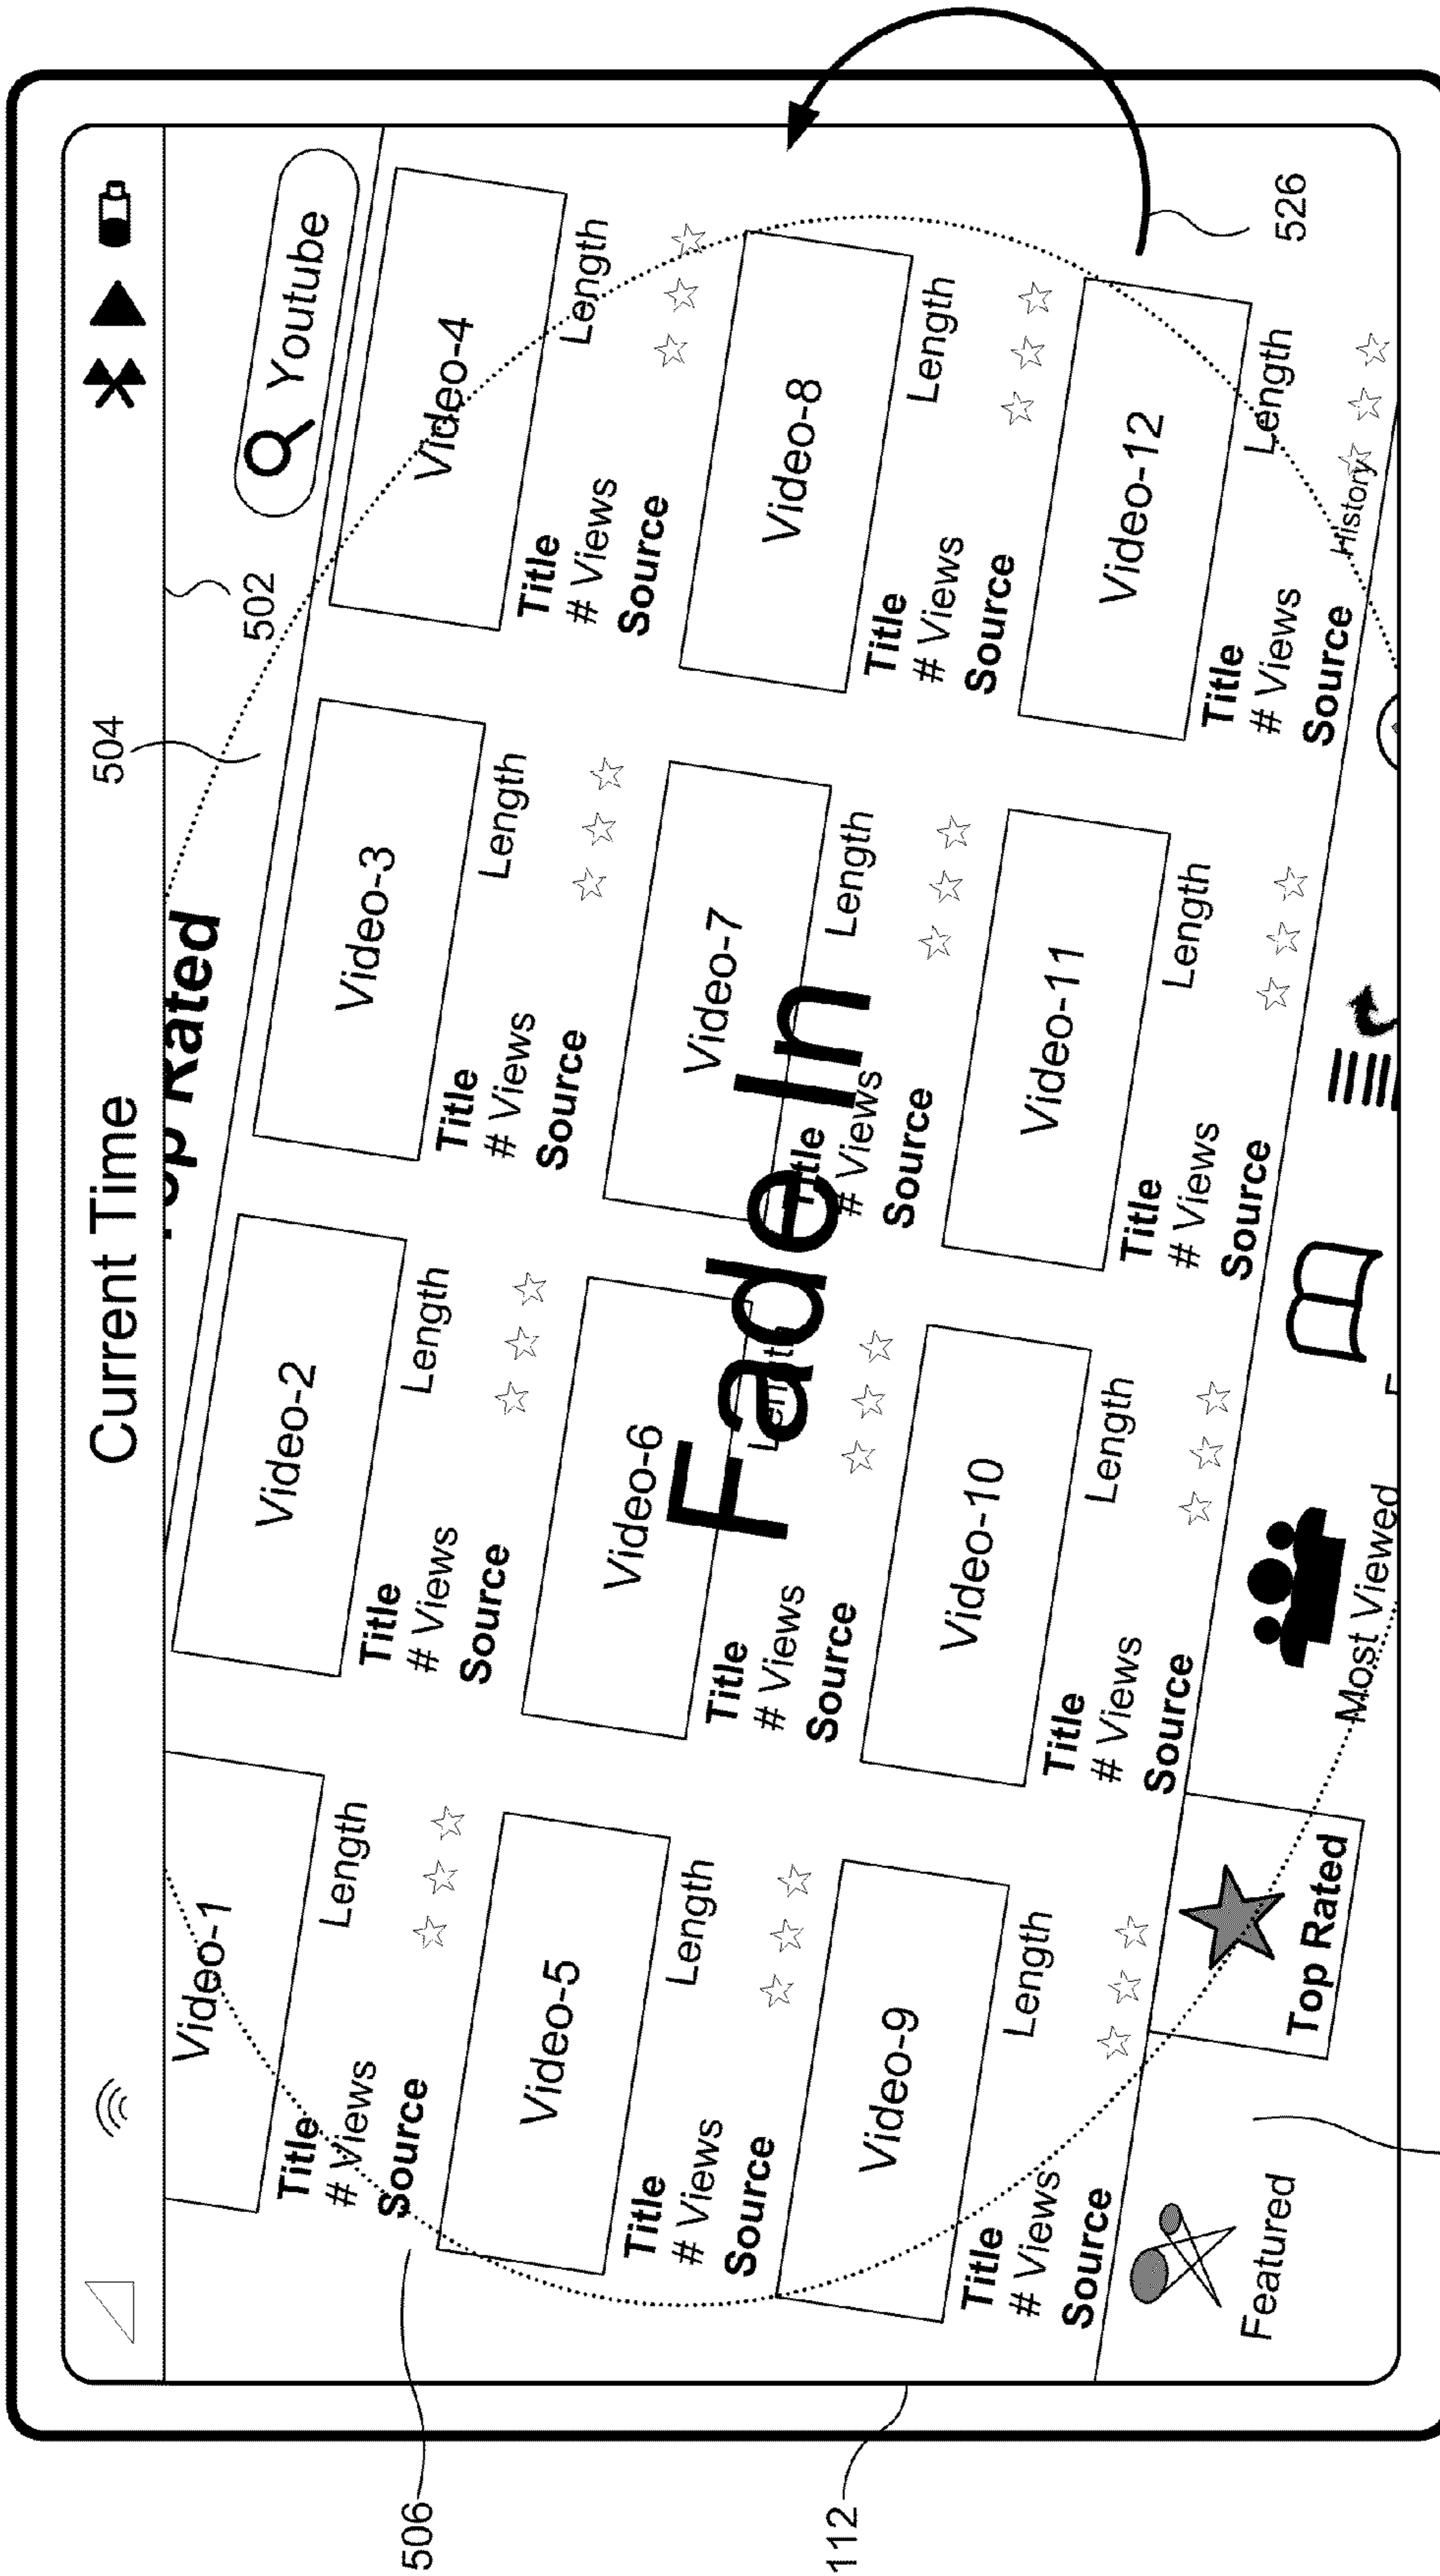 Current Time
504
502
Top Rated
Youtube
Video-1
Video-2
Video-3
Video-4
Title
Length
# Views
Source
Title
Length
# Views
Source
Title
Length
# Views
Source
Title
Length
# Views
Source
506
Video-5
Video-6
Video-7
Video-8
Title
Length
# Views
Source
Title
Length
# Views
Source
Title
Length
# Views
Source
Title
Length
# Views
Source
Fade In
Video-9
Video-10
Video-11
Video-12
Title
Length
# Views
Source
Title
Length
# Views
Source
Title
Length
# Views
Source
Title
Length
# Views
Source
112
526
Featured
Top Rated
Most Viewed
History